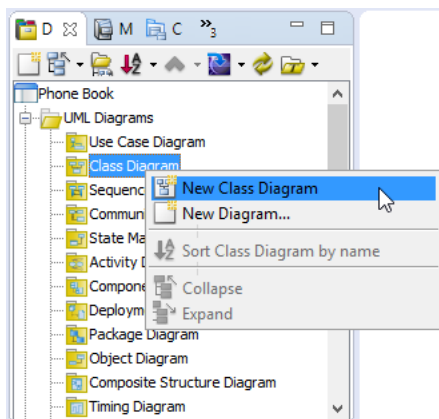 D M C »3
Phone Book
UML Diagrams
Use Case Diagram
Class Diagram
Sequenc
New Class Diagram
Communi
New Diagram...
State Ma
Activity
Sort Class Diagram by name
Compone
Collapse
Deploym
Expand
Package Diagram
Object Diagram
Composite Structure Diagram
Timing Diagram